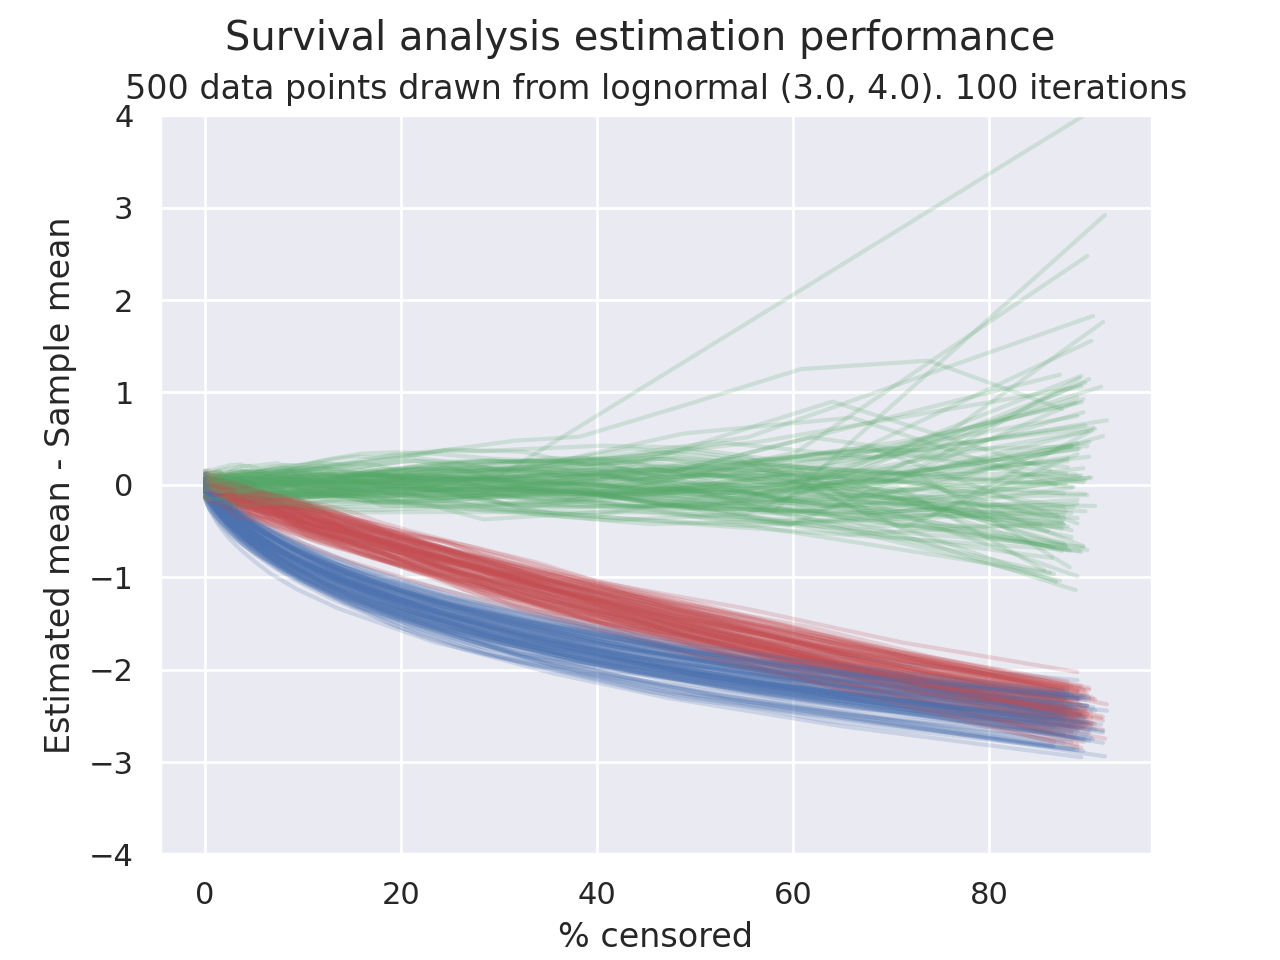 Survival analysis estimation performance
500 data points drawn from lognormal (3.0, 4.0). 100 iterations
4
3
2
1
0
−1
−2
−3
−4
Estimated mean - Sample mean
0 20 40 60 80
% censored